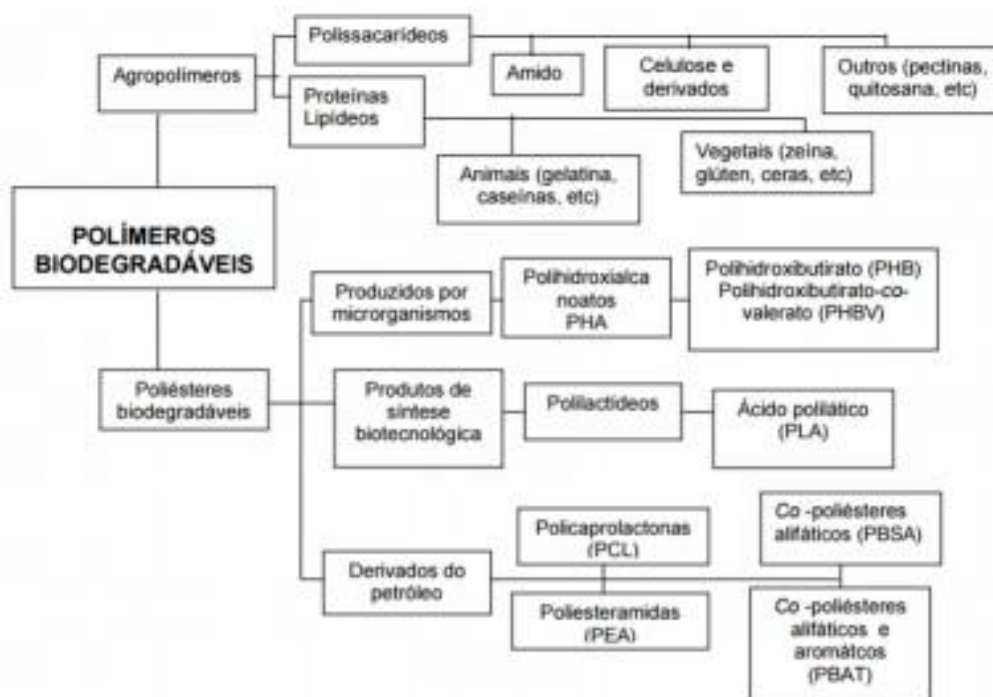 Polissacarídeos
Agropolímeros
Amido
Celulose e
derivados
Outros (pectinas,
quitosana, etc)
Proteínas
Lipídeos
Animais (gelatina,
caseínas, etc)
Vegetais (zeína,
glúten, ceras, etc)
POLÍMEROS
BIODEGRADÁVEIS
Produzidos por
microrganismos
Polihidroxialca
noatos
PHA
Polihidroxibutirato (PHB)
Polihidroxibutirato-co-
valerato (PHBV)
Poliésteres
biodegradáveis
Produtos de
síntese
biotecnológica
Polilactídeos
Ácido polilático
(PLA)
Derivados do
petróleo
Policaprolactonas
(PCL)
Co -poliésteres
alifáticos (PBSA)
Poliesteramidas
(PEA)
Co -poliésteres
alifáticos e
aromátcos
(PBAT)